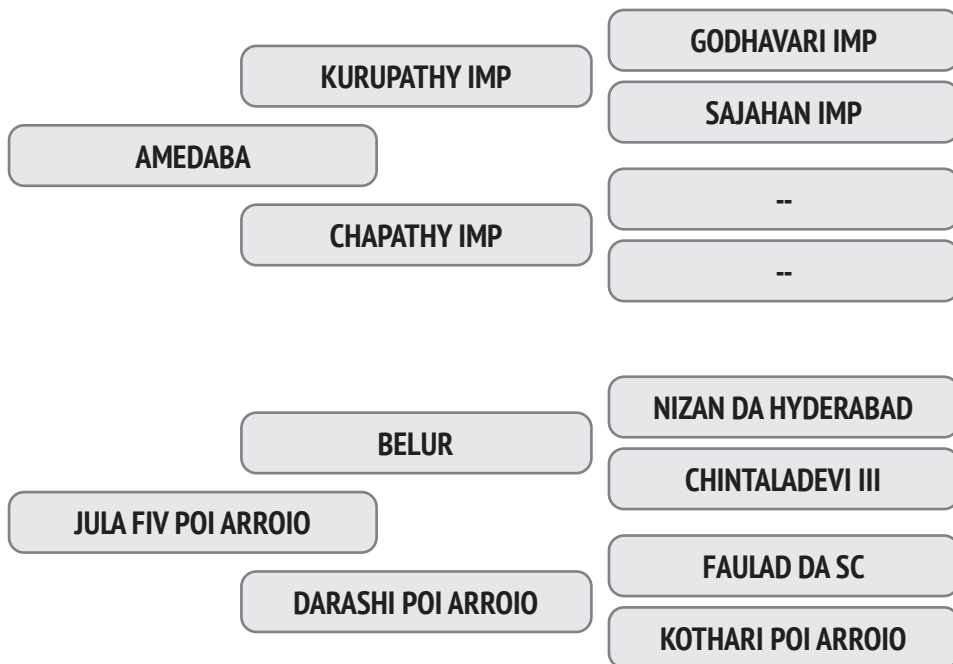 GODHAVARI IMP
KURUPATHY IMP
SAJAHAN IMP
AMEDABA
--
CHAPATHY IMP
--
NIZAN DA HYDERABAD
BELUR
CHINTALADEVI III
JULA FIV POI ARROIO
FAULAD DA SC
DARASHI POI ARROIO
KOTHARI POI ARROIO